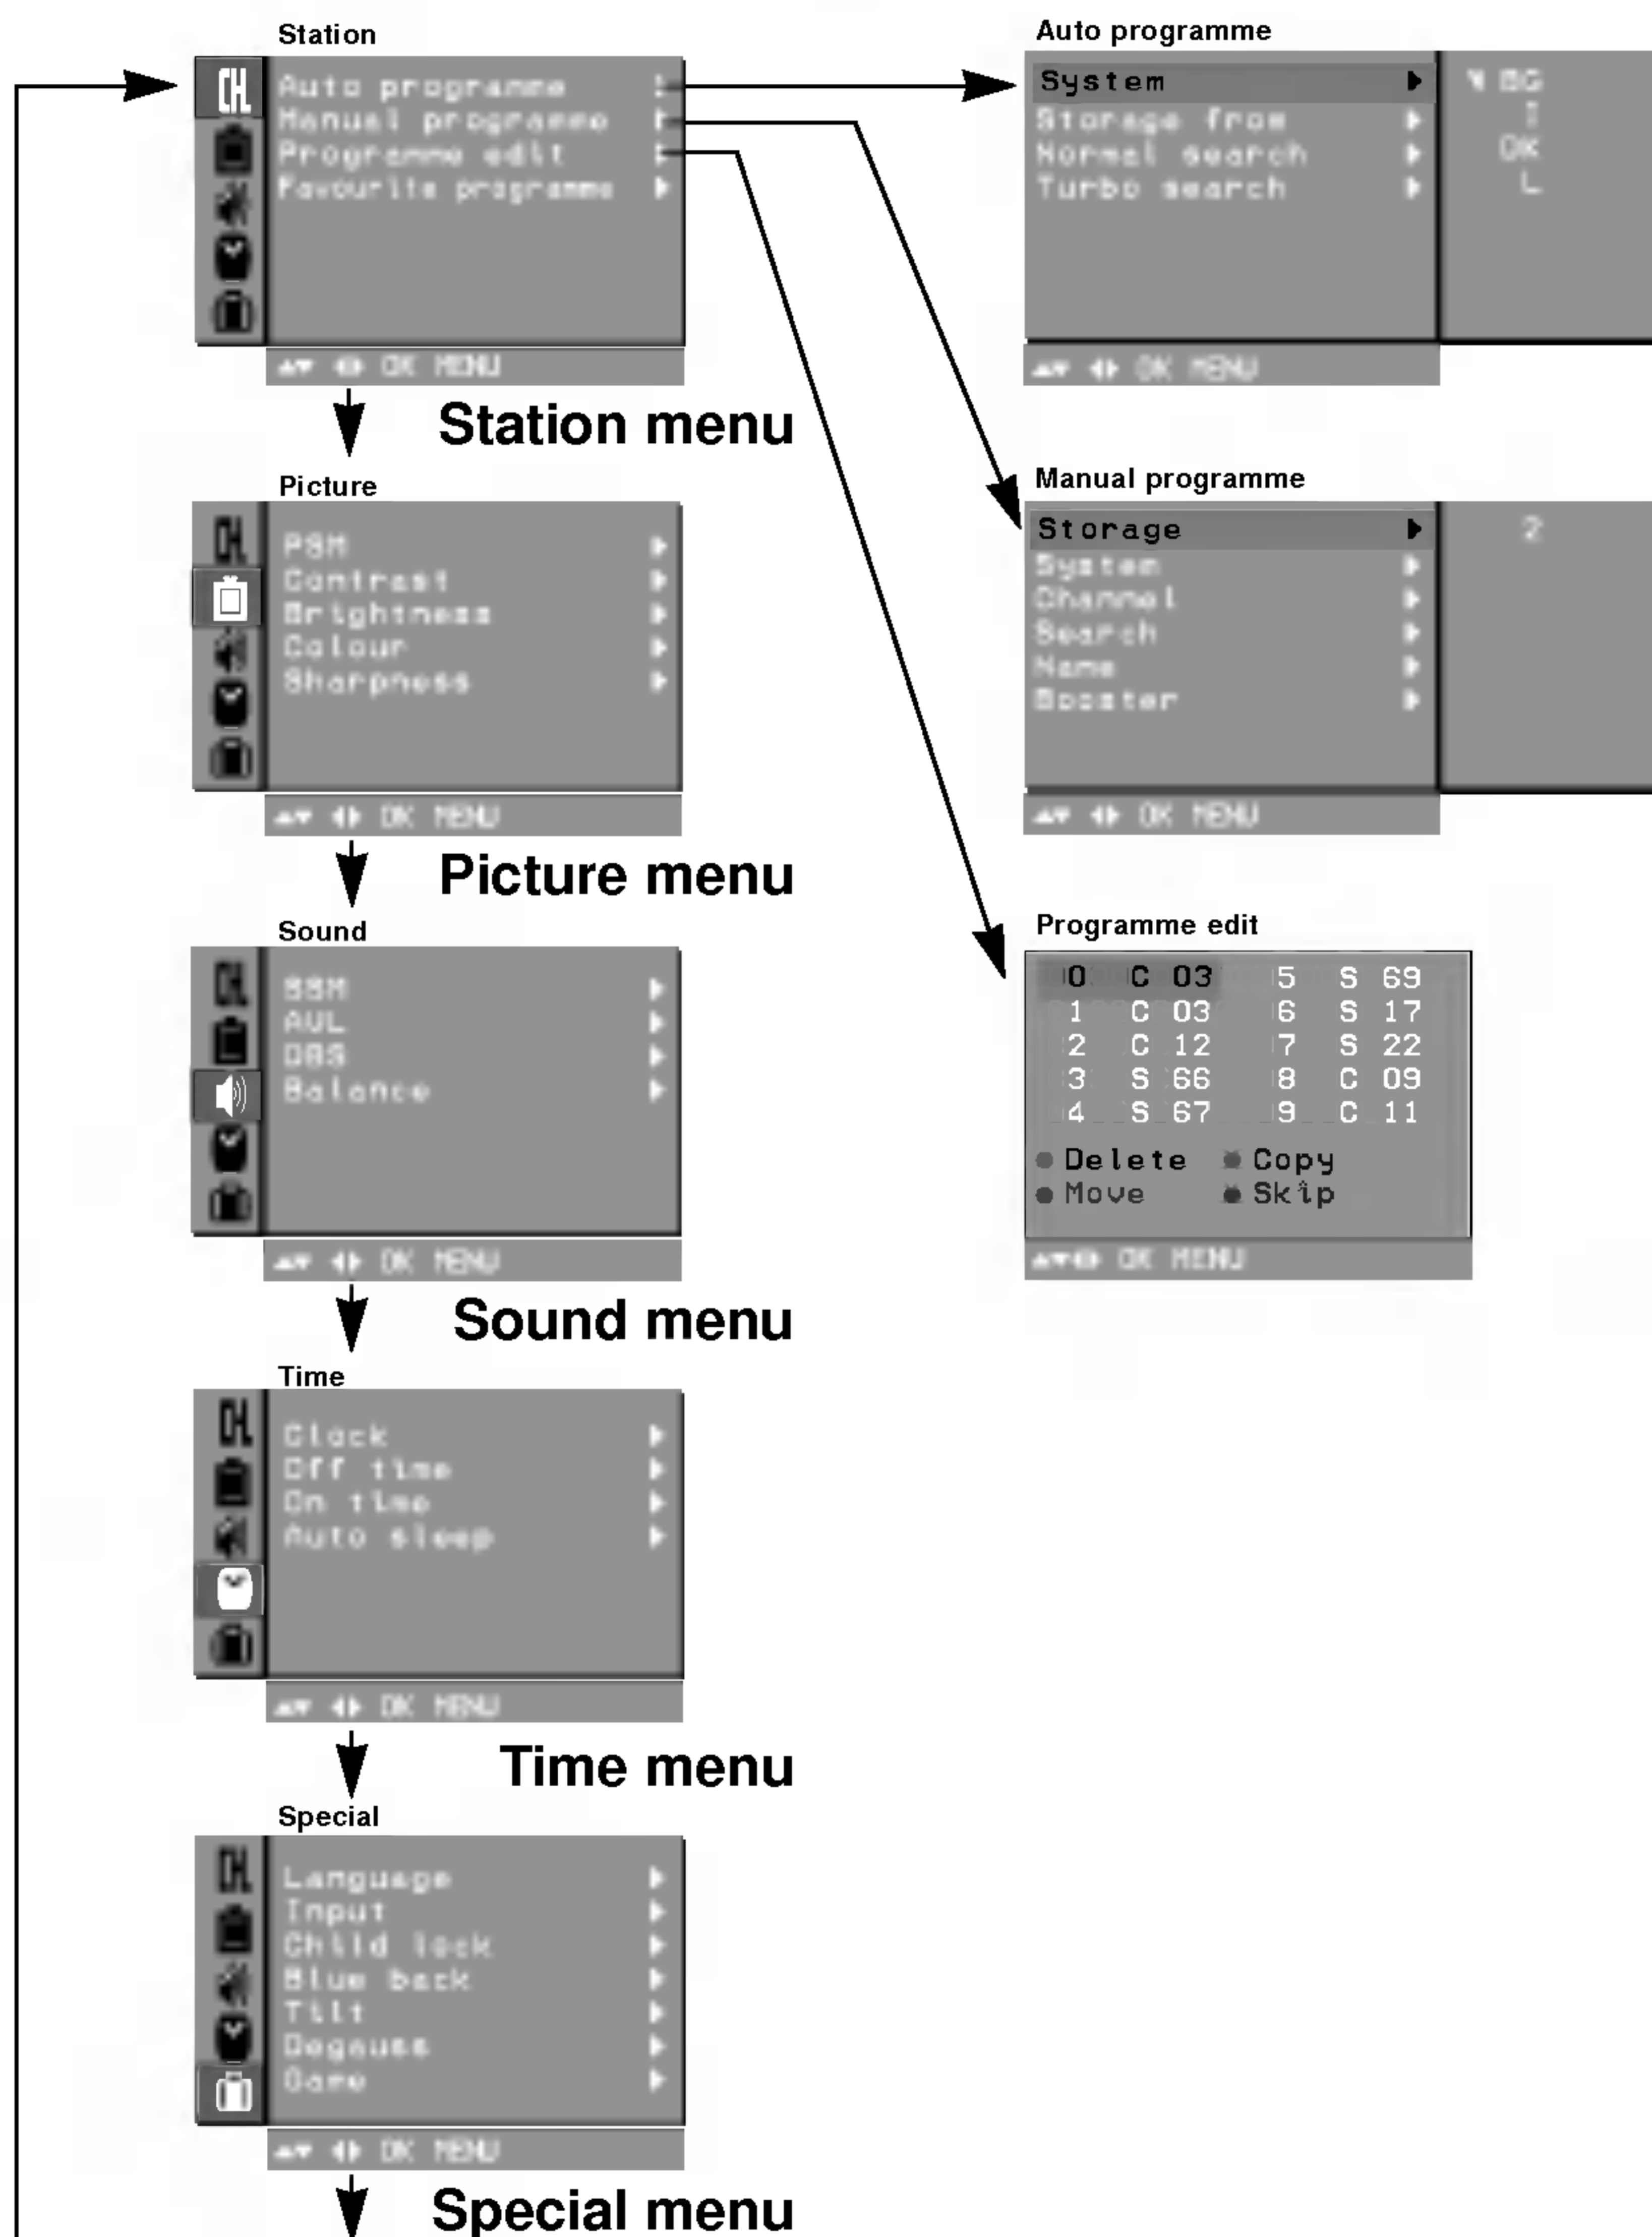 Station
CH
Auto programme
Manual programme
Programme edit
Favourite programme
OK MENU
Station menu
Auto programme
System
Storage from
Normal search
Turbo search
BG
OK
OK MENU
Picture
PSM
Contrast
Brightness
Colour
Sharpness
OK MENU
Picture menu
Manual programme
Storage 2
System
Channel
Search
Name
Booster
OK MENU
Sound
SSM
AUL
DBS
Balance
OK MENU
Sound menu
Programme edit
0 C 03 5 S 69
1 C 03 6 S 17
2 C 12 7 S 22
3 S 66 8 C 09
4 S 67 9 C 11
Delete Copy
Move Skip
OK MENU
Time
Clock
Off time
On time
Auto sleep
OK MENU
Time menu
Special
Language
Input
Child lock
Blue back
Tilt
Degauss
Game
OK MENU
Special menu